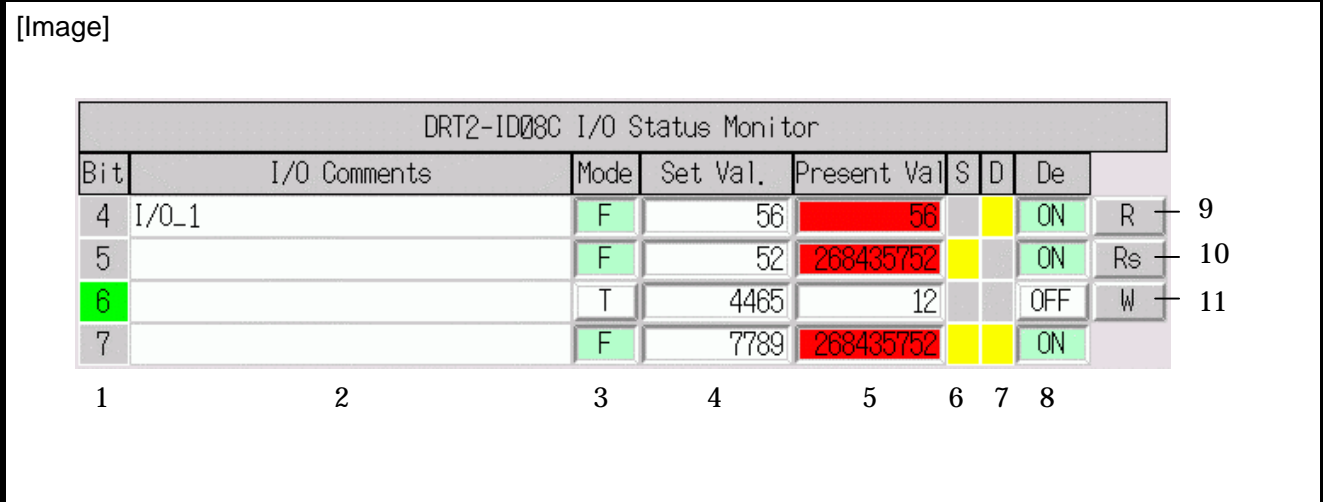 [Image]
DRT2-ID08C I/O Status Monitor
Bit I/O Comments Mode Set Val. Present Val S D De
4 I/O_1 F 56 56 ON R 9
5 F 52 268435752 ON Rs 10
6 T 4465 12 OFF W 11
7 F 7789 268435752 ON
1 2 3 4 5 6 7 8